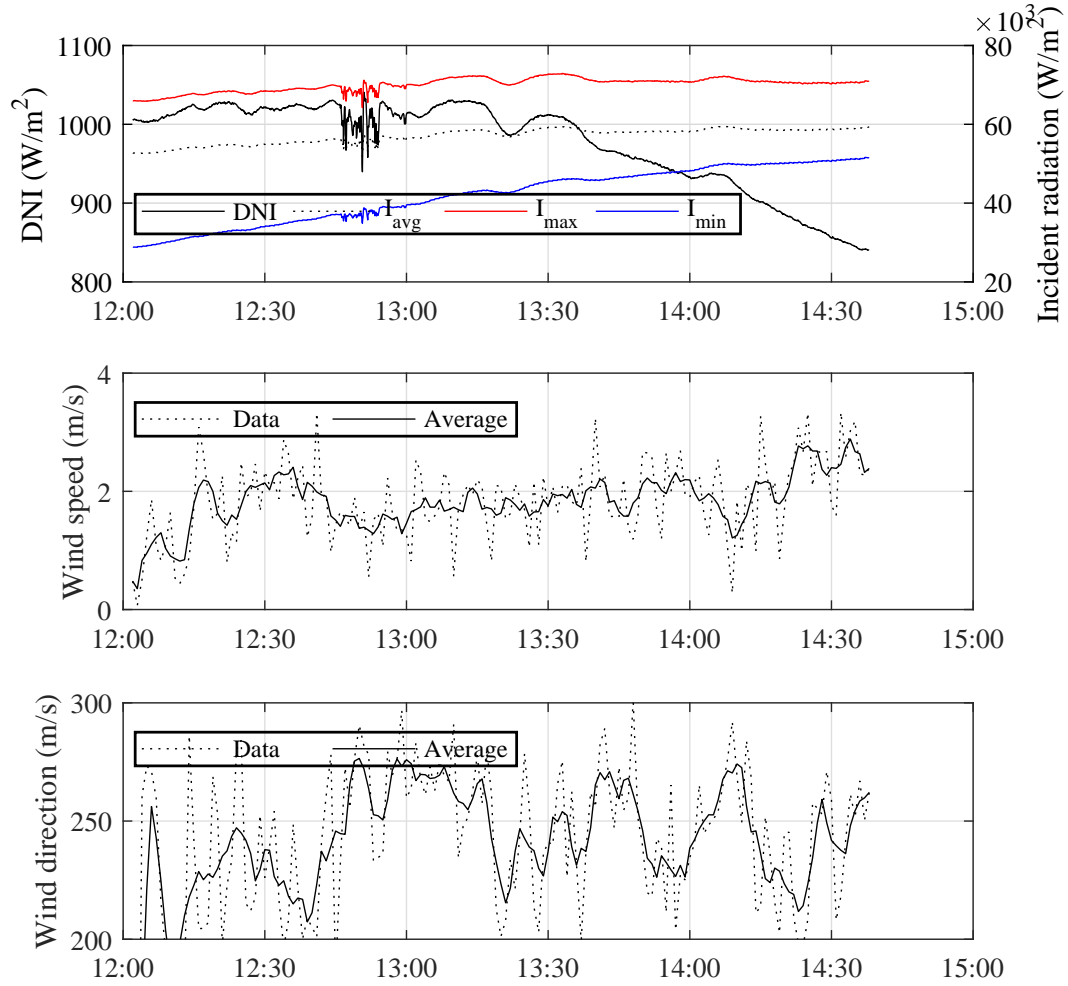 ×10³
1100
1000
900
800
DNI (W/m²)
80
60
40
20
Incident radiation (W/m²)
DNI I_avg I_max I_min
12:00 12:30 13:00 13:30 14:00 14:30 15:00
4
2
0
Wind speed (m/s)
Data Average
12:00 12:30 13:00 13:30 14:00 14:30 15:00
300
250
200
Wind direction (m/s)
Data Average
12:00 12:30 13:00 13:30 14:00 14:30 15:00